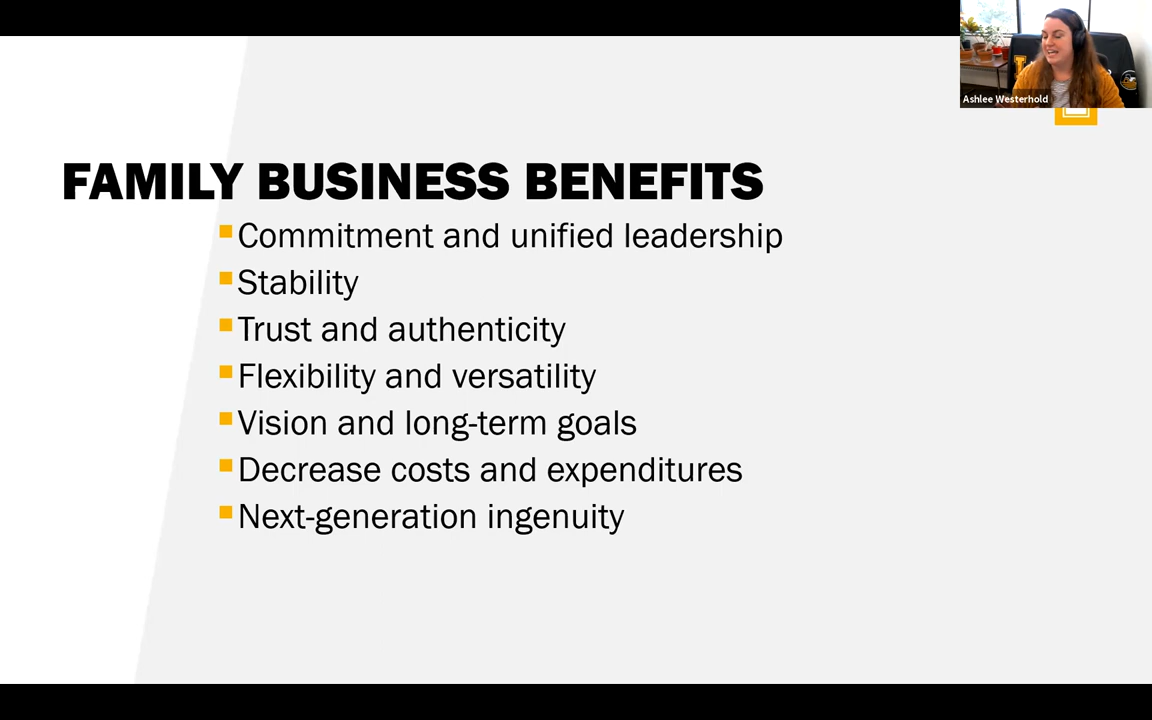 Ashlee Westerhold
FAMILY BUSINESS BENEFITS
Commitment and unified leadership
Stability
Trust and authenticity
Flexibility and versatility
Vision and long-term goals
Decrease costs and expenditures
Next-generation ingenuity